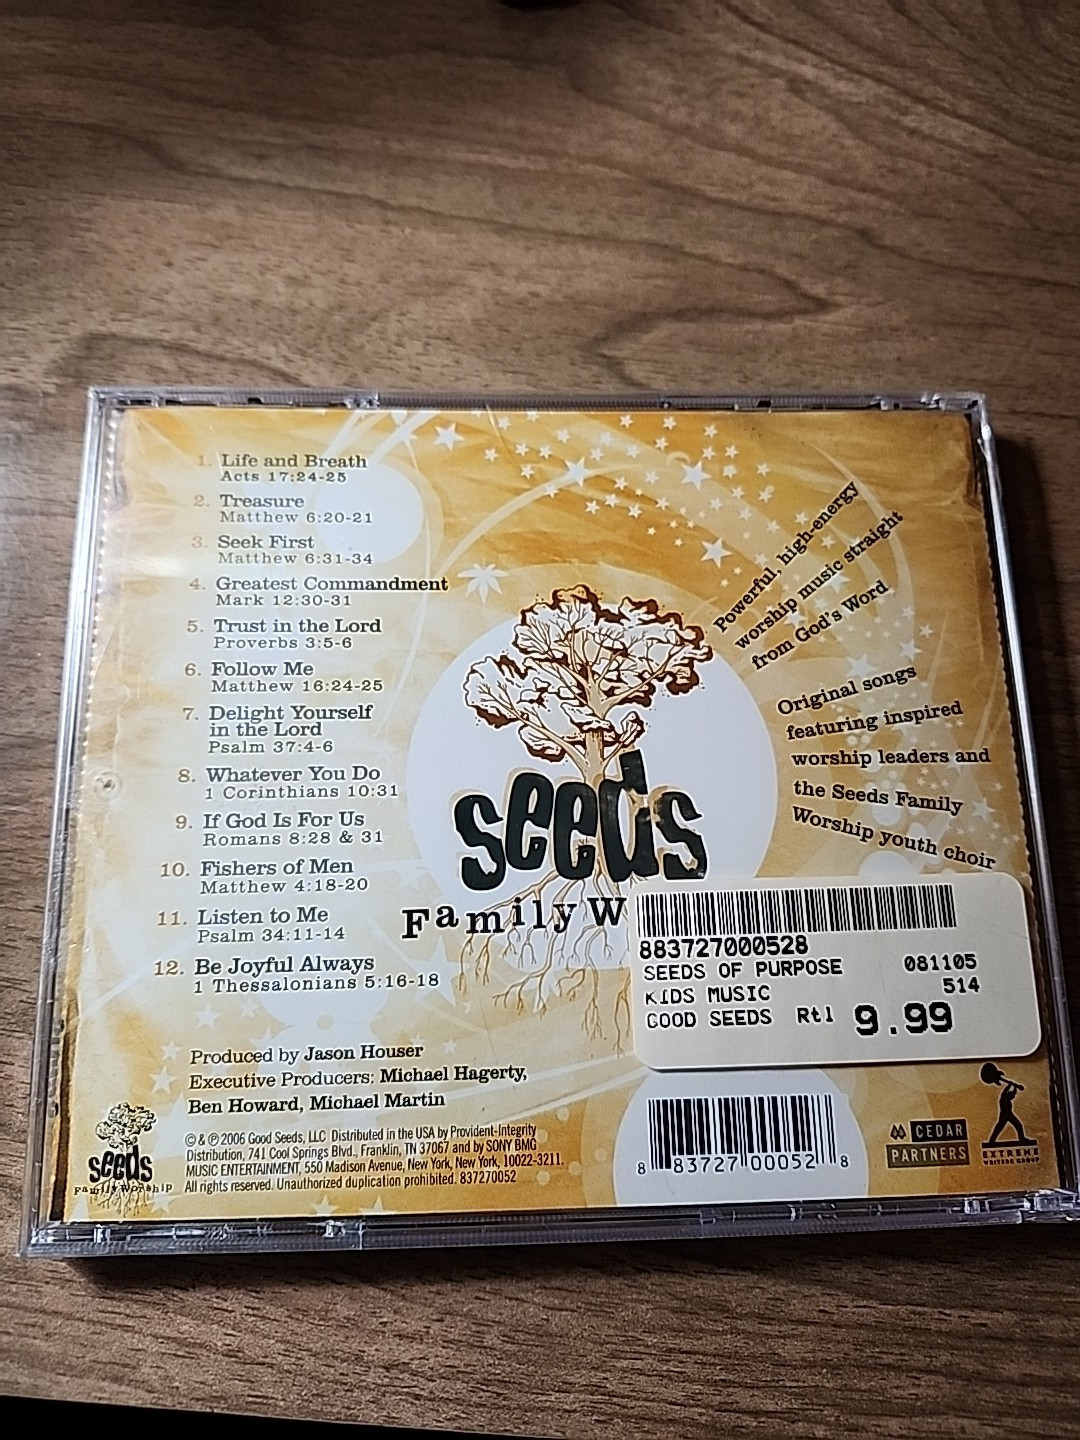 1. Life and Breath
Acts 17:24-25
2. Treasure
Matthew 6:20-21
3. Seek First
Matthew 6:31-34
4. Greatest Commandment
Mark 12:30-31
5. Trust in the Lord
Proverbs 3:5-6
6. Follow Me
Matthew 16:24-25
7. Delight Yourself
in the Lord
Psalm 37:4-6
8. Whatever You Do
1 Corinthians 10:31
9. If God Is For Us
Romans 8:28 & 31
10. Fishers of Men
Matthew 4:18-20
11. Listen to Me
Psalm 34:11-14
12. Be Joyful Always
1 Thessalonians 5:16-18
Powerful, high-energy
worship music straight
from God's Word
Original songs
featuring inspired
worship leaders and
the Seeds Family
Worship youth choir
seeds
Family W
883727000528
SEEDS OF PURPOSE 081105
KIDS MUSIC 514
GOOD SEEDS Rtl 9.99
Produced by Jason Houser
Executive Producers: Michael Hagerty,
Ben Howard, Michael Martin
© & ℗ 2006 Good Seeds, LLC Distributed in the USA by Provident-Integrity
Distribution, 741 Cool Springs Blvd., Franklin, TN 37067 and by SONY BMG
MUSIC ENTERTAINMENT, 550 Madison Avenue, New York, New York, 10022-3211.
All rights reserved. Unauthorized duplication prohibited. 837270052
seeds
Family Worship
8 83727 00052 8
CEDAR
PARTNERS
EXTREME
WRITERS GROUP